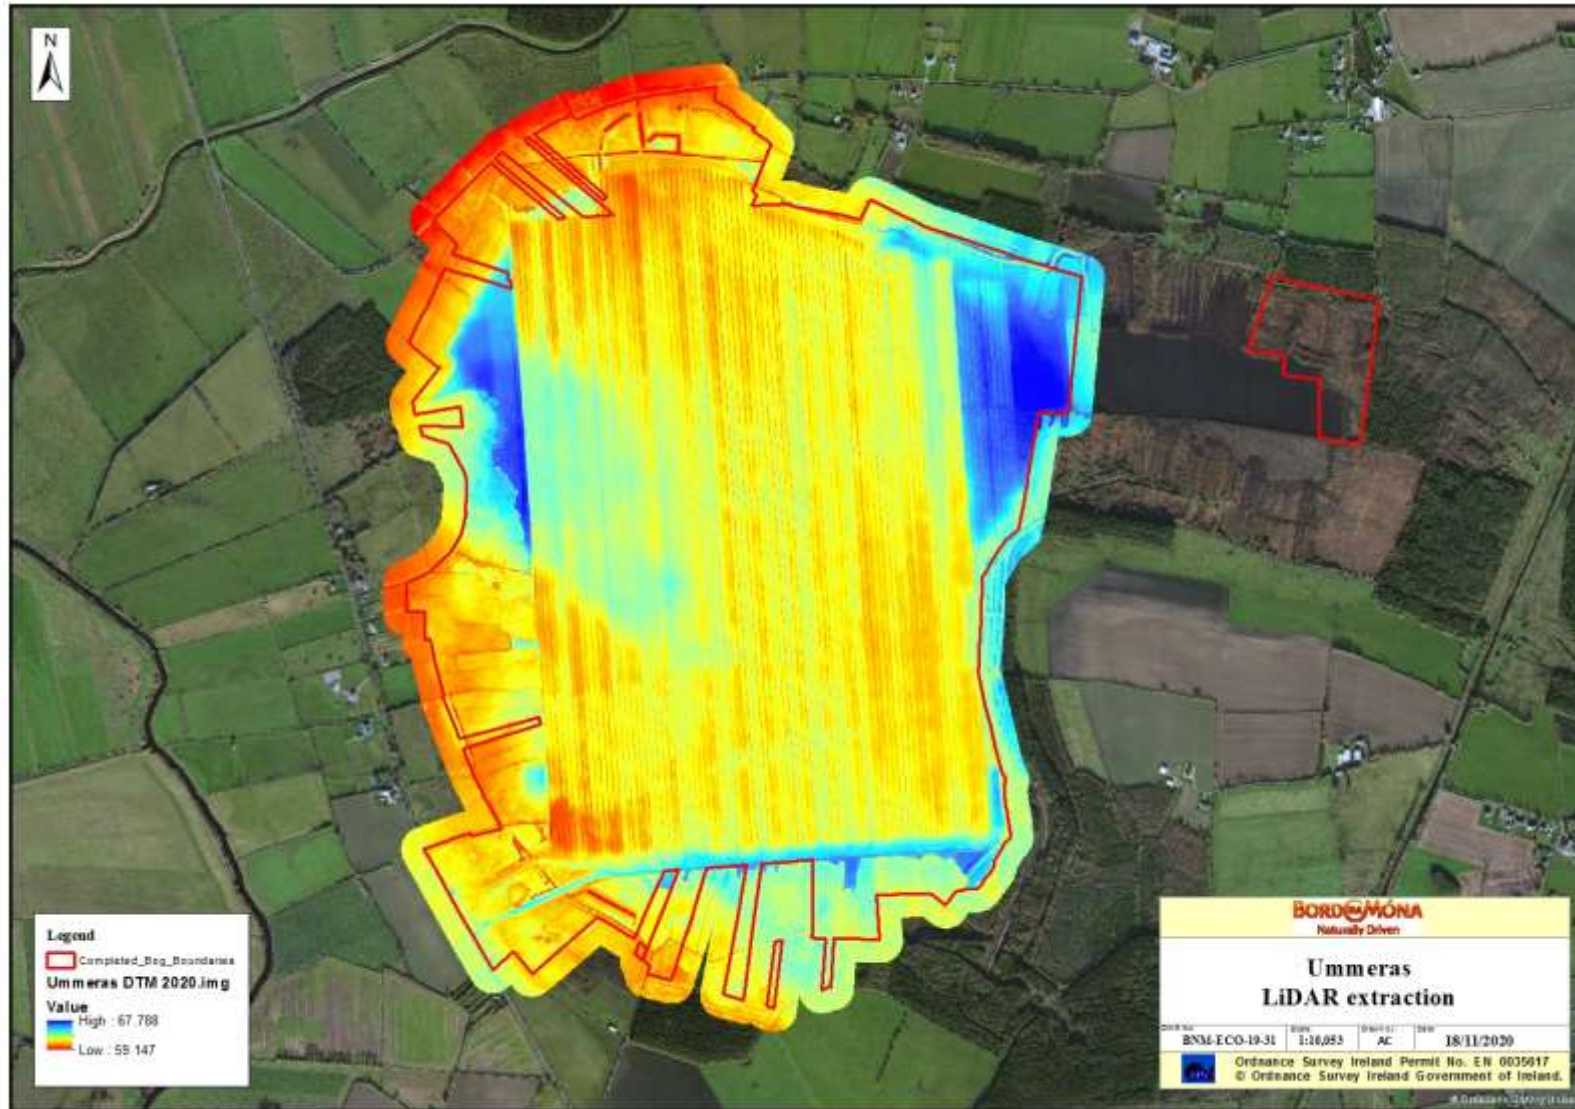 N
Legend
Completed_Bog_Boundaries
Ummeras DTM 2020.img
Value
High : 67.788
Low : 59.147
BORD NA MÓNA
Naturally Driven
Ummeras
LiDAR extraction
BNM-ECO-19-31 1:10,053 AC 18/11/2020
Ordnance Survey Ireland Permit No. EN 0035617
© Ordnance Survey Ireland Government of Ireland.